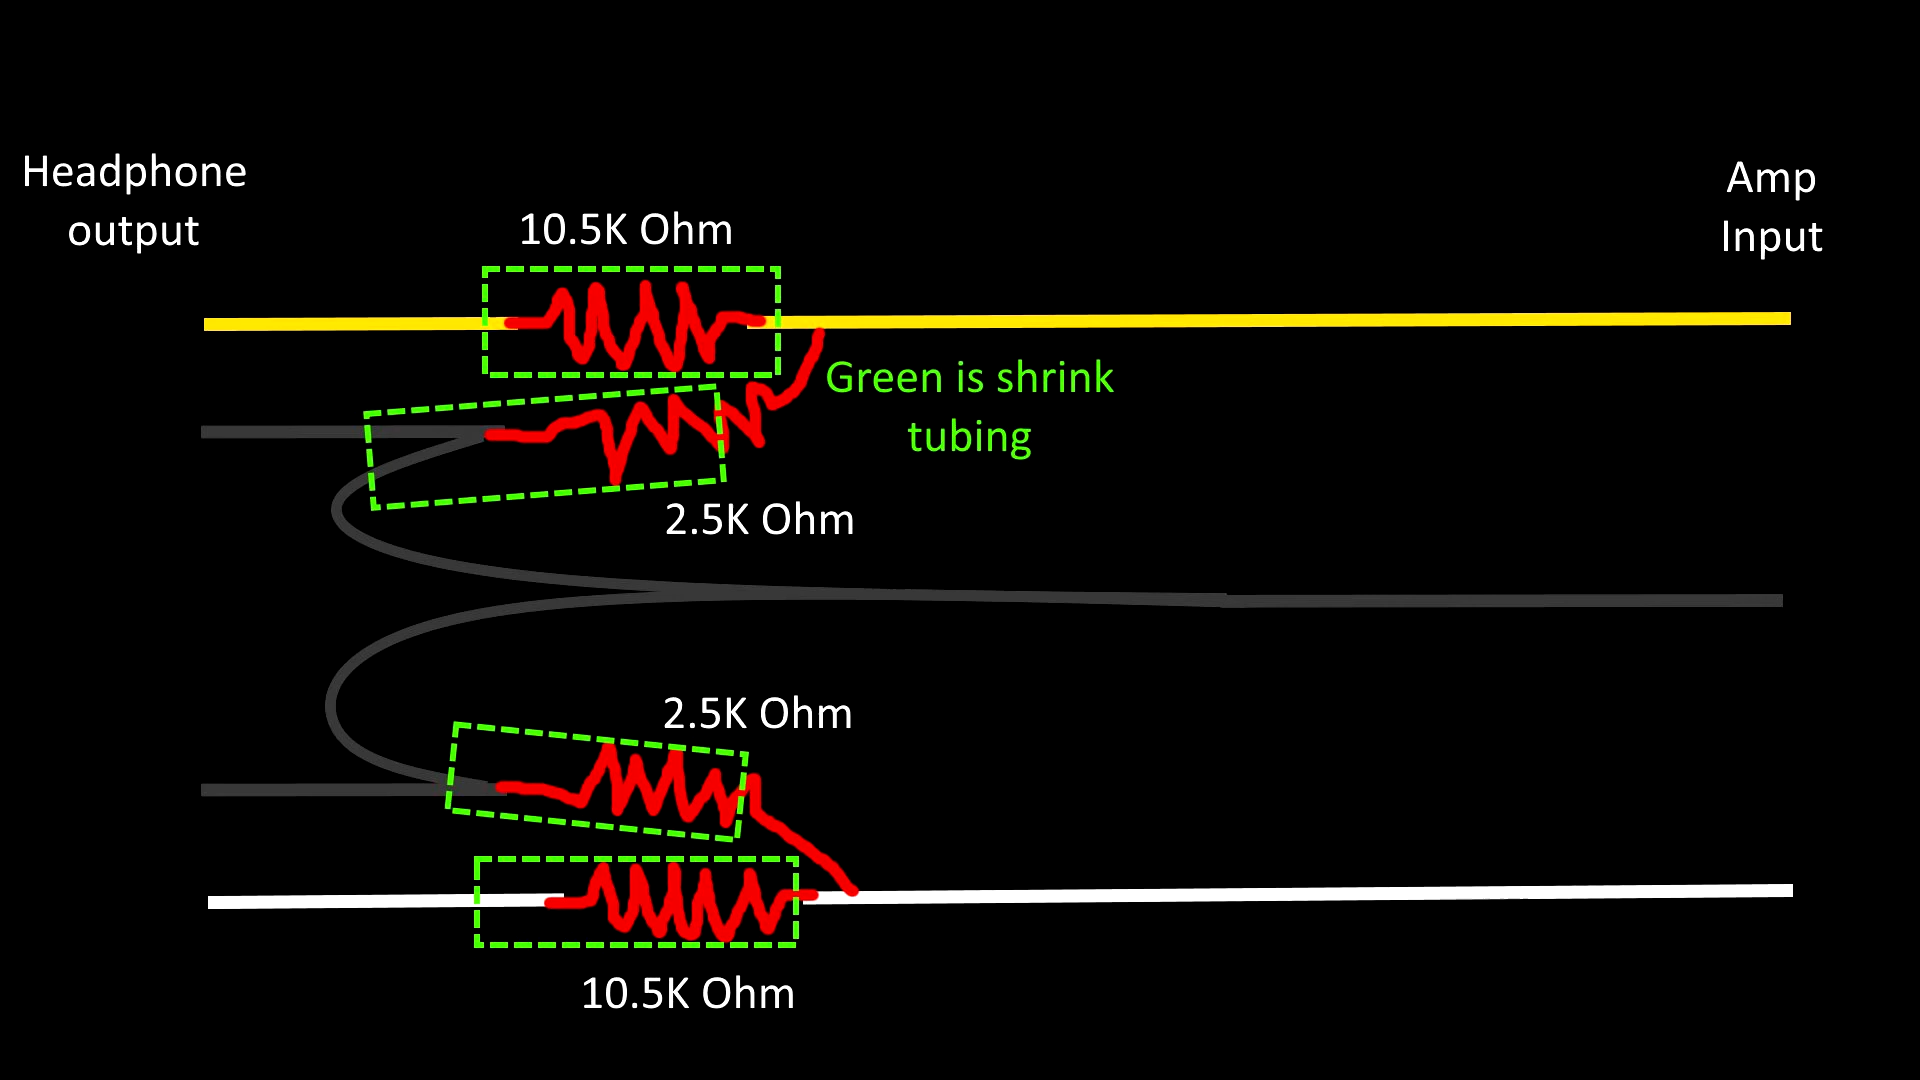 Headphone
output
Amp
Input
10.5K Ohm
Green is shrink
tubing
2.5K Ohm
2.5K Ohm
10.5K Ohm